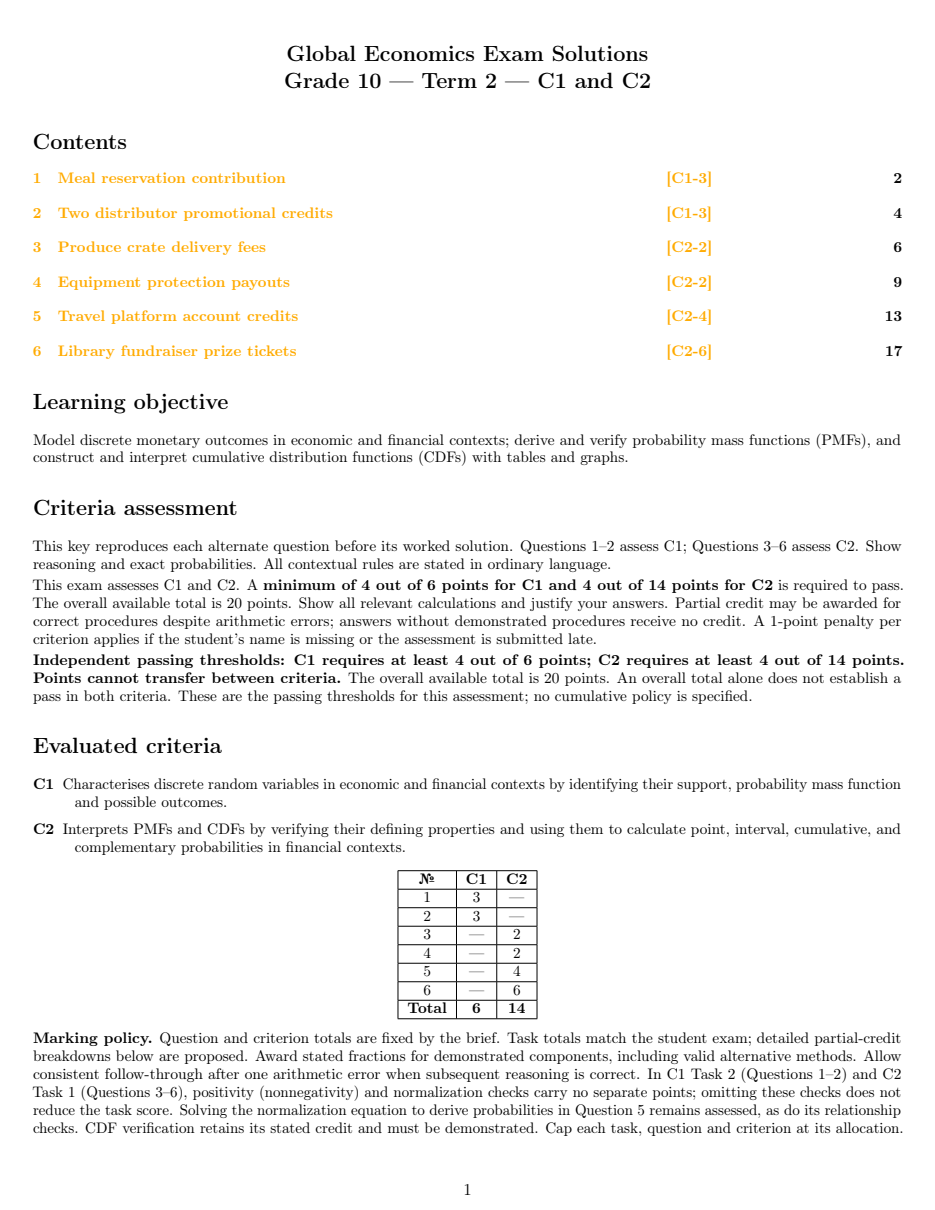 Global Economics Exam Solutions
Grade 10 — Term 2 — C1 and C2
Contents
1 Meal reservation contribution [C1-3] 2
2 Two distributor promotional credits [C1-3] 4
3 Produce crate delivery fees [C2-2] 6
4 Equipment protection payouts [C2-2] 9
5 Travel platform account credits [C2-4] 13
6 Library fundraiser prize tickets [C2-6] 17
Learning objective
Model discrete monetary outcomes in economic and financial contexts; derive and verify probability mass functions (PMFs), and
construct and interpret cumulative distribution functions (CDFs) with tables and graphs.
Criteria assessment
This key reproduces each alternate question before its worked solution. Questions 1–2 assess C1; Questions 3–6 assess C2. Show
reasoning and exact probabilities. All contextual rules are stated in ordinary language.
This exam assesses C1 and C2. A minimum of 4 out of 6 points for C1 and 4 out of 14 points for C2 is required to pass.
The overall available total is 20 points. Show all relevant calculations and justify your answers. Partial credit may be awarded for
correct procedures despite arithmetic errors; answers without demonstrated procedures receive no credit. A 1-point penalty per
criterion applies if the student's name is missing or the assessment is submitted late.
Independent passing thresholds: C1 requires at least 4 out of 6 points; C2 requires at least 4 out of 14 points.
Points cannot transfer between criteria. The overall available total is 20 points. An overall total alone does not establish a
pass in both criteria. These are the passing thresholds for this assessment; no cumulative policy is specified.
Evaluated criteria
C1 Characterises discrete random variables in economic and financial contexts by identifying their support, probability mass function
and possible outcomes.
C2 Interprets PMFs and CDFs by verifying their defining properties and using them to calculate point, interval, cumulative, and
complementary probabilities in financial contexts.
№ C1 C2
1 3 —
2 3 —
3 — 2
4 — 2
5 — 4
6 — 6
Total 6 14
Marking policy. Question and criterion totals are fixed by the brief. Task totals match the student exam; detailed partial-credit
breakdowns below are proposed. Award stated fractions for demonstrated components, including valid alternative methods. Allow
consistent follow-through after one arithmetic error when subsequent reasoning is correct. In C1 Task 2 (Questions 1–2) and C2
Task 1 (Questions 3–6), positivity (nonnegativity) and normalization checks carry no separate points; omitting these checks does not
reduce the task score. Solving the normalization equation to derive probabilities in Question 5 remains assessed, as do its relationship
checks. CDF verification retains its stated credit and must be demonstrated. Cap each task, question and criterion at its allocation.
1